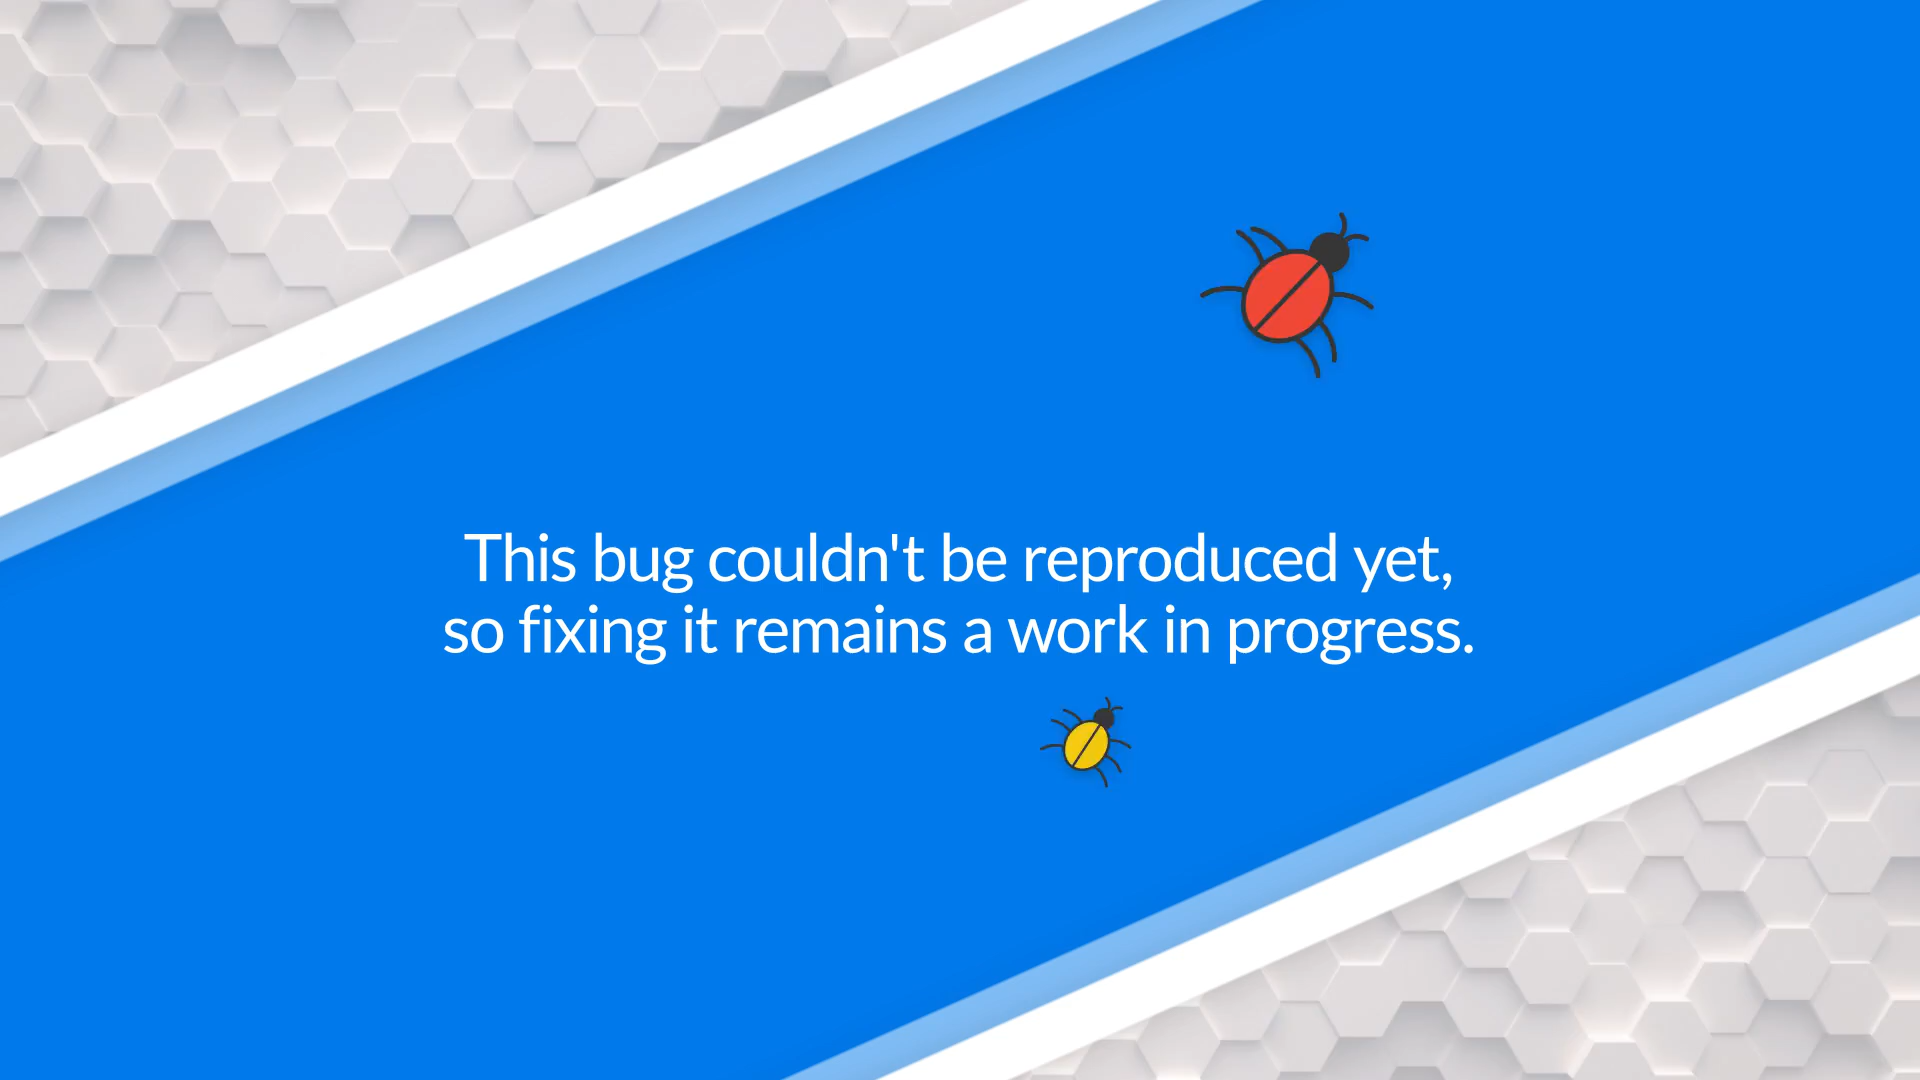 This bug couldn't be reproduced yet,
so fixing it remains a work in progress.